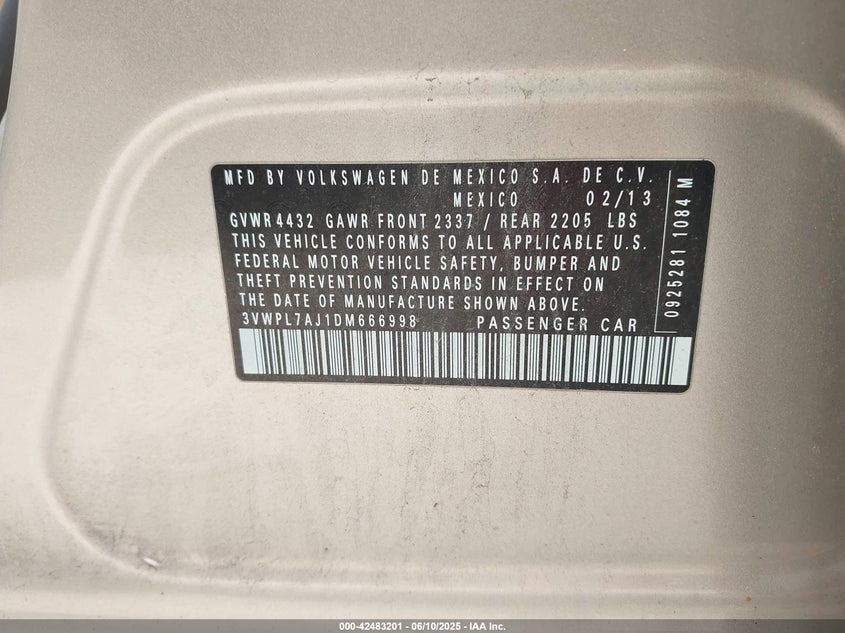 MFD BY VOLKSWAGEN DE MEXICO S.A. DE C.V.
MEXICO 02/13
GVWR 4432 GAWR FRONT 2337 / REAR 2205 LBS
THIS VEHICLE CONFORMS TO ALL APPLICABLE U.S.
FEDERAL MOTOR VEHICLE SAFETY, BUMPER AND
THEFT PREVENTION STANDARDS IN EFFECT ON
THE DATE OF MANUFACTURE SHOWN ABOVE.
3VWPL7AJ1DM666998 PASSENGER CAR
0925281 1084 M
000-42483201 - 06/10/2025 - IAA Inc.